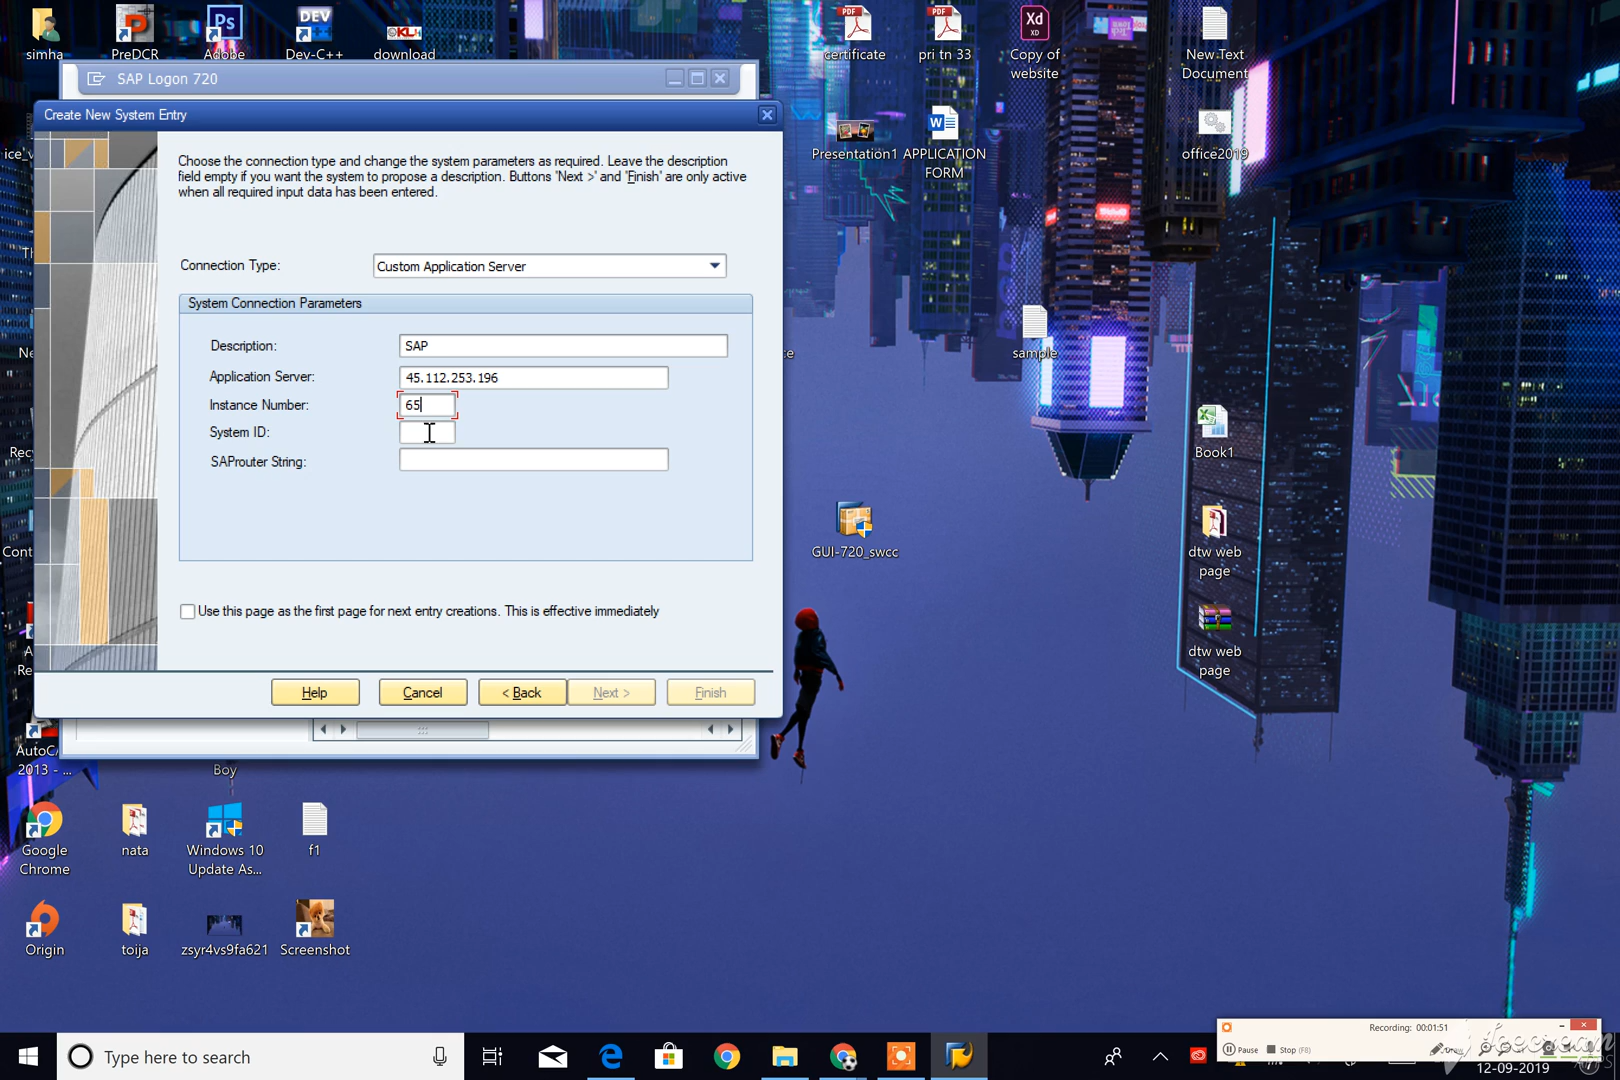 simha
PreDCR
Adobe
Dev-C++
download
certificate
pri tn 33
Copy of
website
New Text
Document
SAP Logon 720
Create New System Entry
Choose the connection type and change the system parameters as required. Leave the description
field empty if you want the system to propose a description. Buttons 'Next >' and 'Finish' are only active
when all required input data has been entered.
Presentation1
APPLICATION
FORM
office2019
Connection Type:
Custom Application Server
System Connection Parameters
Description:
SAP
Application Server:
45.112.253.196
Instance Number:
65
System ID:
SAProuter String:
sample
Book1
GUI-720_swcc
dtw web
page
Use this page as the first page for next entry creations. This is effective immediately
dtw web
page
Help
Cancel
< Back
Next >
Finish
2013 - ...
Boy
Google
Chrome
nata
Windows 10
Update As...
f1
Origin
toija
zsyr4vs9fa621
Screenshot
Recording: 00:01:51
Pause
Stop (F8)
Type here to search
12-09-2019